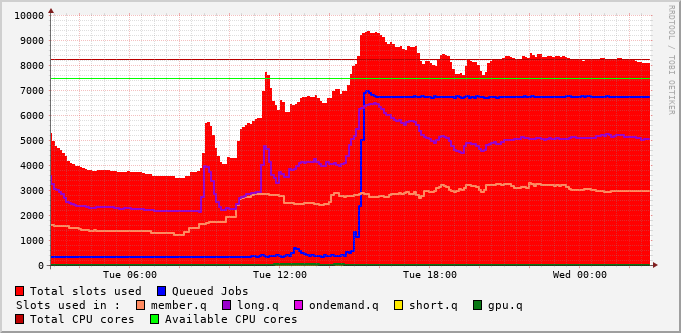 RRDTOOL / TOBI OETIKER
10000
9000
8000
7000
6000
5000
4000
3000
2000
1000
0
Tue 06:00 Tue 12:00 Tue 18:00 Wed 00:00
Total slots used Queued Jobs
Slots used in : member.q long.q ondemand.q short.q gpu.q
Total CPU cores Available CPU cores